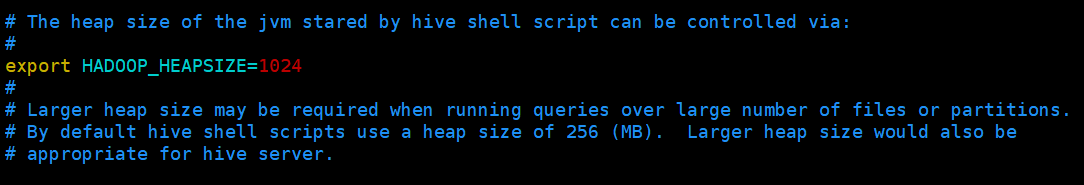 # The heap size of the jvm stared by hive shell script can be controlled via:
#
export HADOOP_HEAPSIZE=1024
#
# Larger heap size may be required when running queries over large number of files or partitions.
# By default hive shell scripts use a heap size of 256 (MB).  Larger heap size would also be
# appropriate for hive server.